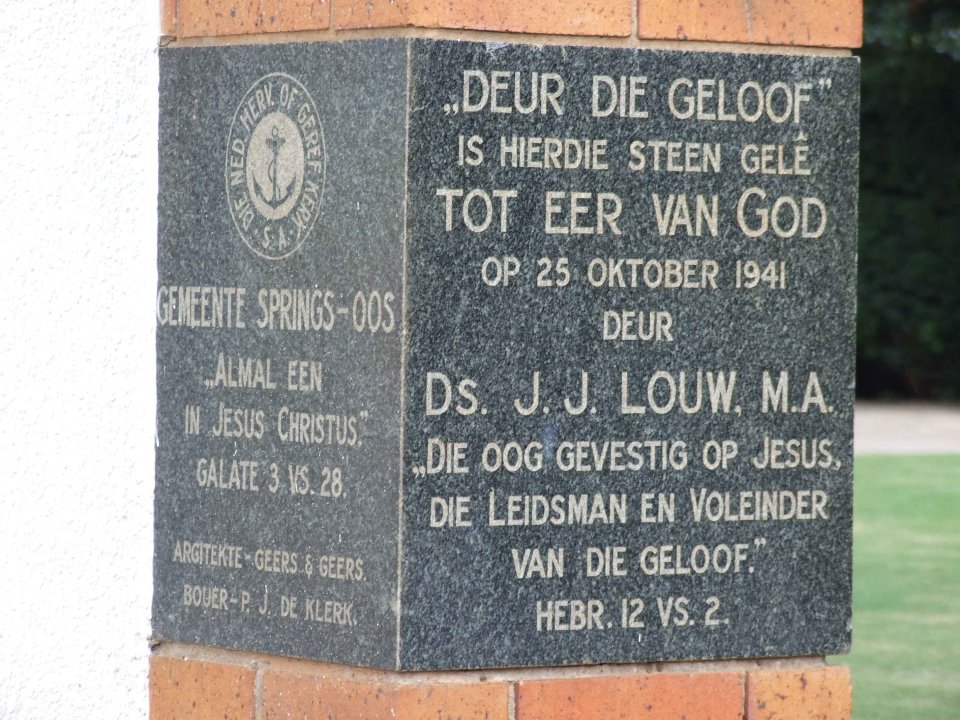 DIE NED. HERV. OF GEREF. KERK. S.A.
GEMEENTE SPRINGS-OOS
„ALMAL EEN
IN JESUS CHRISTUS."
GALATE 3 VS. 28.
ARGITEKTE-GEERS & GEERS.
BOUER-P. J. DE KLERK.
„DEUR DIE GELOOF"
IS HIERDIE STEEN GELÊ
TOT EER VAN GOD
OP 25 OKTOBER 1941
DEUR
DS. J. J. LOUW, M.A.
„DIE OOG GEVESTIG OP JESUS,
DIE LEIDSMAN EN VOLEINDER
VAN DIE GELOOF."
HEBR. 12 VS. 2.